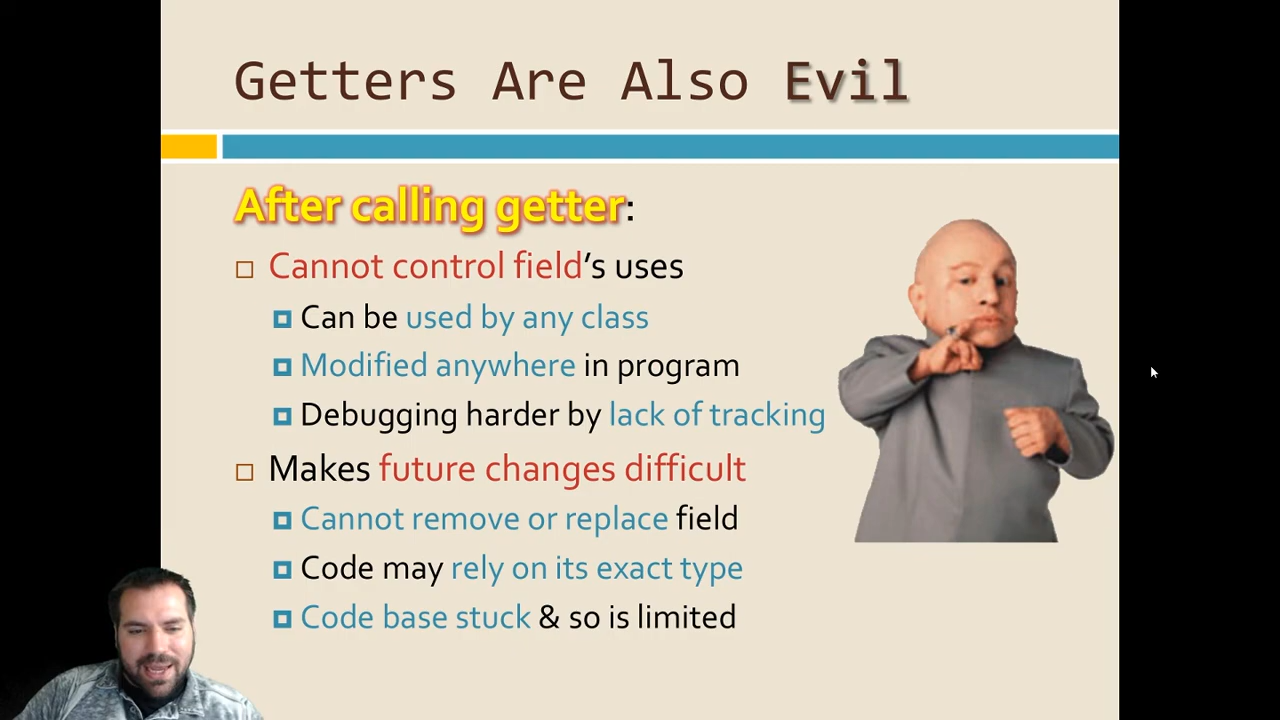 Getters Are Also Evil
After calling getter:
Cannot control field’s uses
Can be used by any class
Modified anywhere in program
Debugging harder by lack of tracking
Makes future changes difficult
Cannot remove or replace field
Code may rely on its exact type
Code base stuck & so is limited